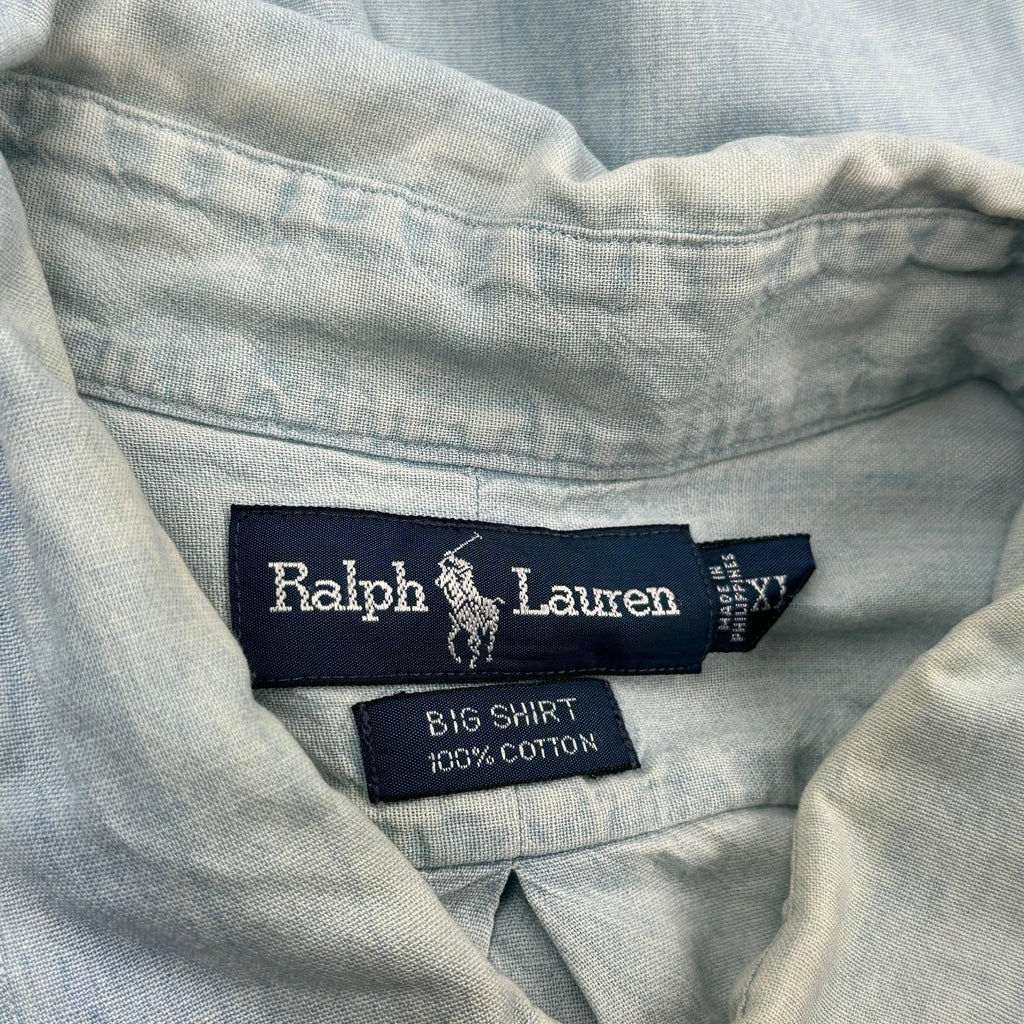 Ralph Lauren
MADE IN
PHILIPPINES
XL
BIG SHIRT
100% COTTON